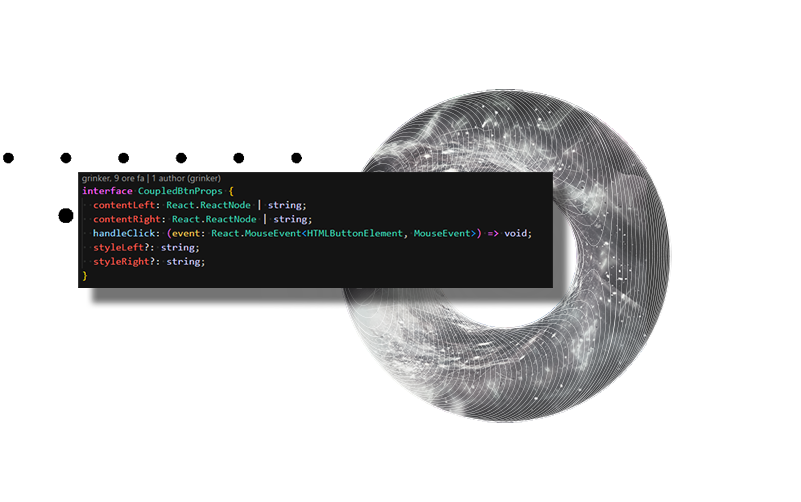 grinker, 9 ore fa | 1 author (grinker)
interface CoupledBtnProps {
contentLeft: React.ReactNode | string;
contentRight: React.ReactNode | string;
handleClick: (event: React.MouseEvent<HTMLButtonElement, MouseEvent>) => void;
styleLeft?: string;
styleRight?: string;
}